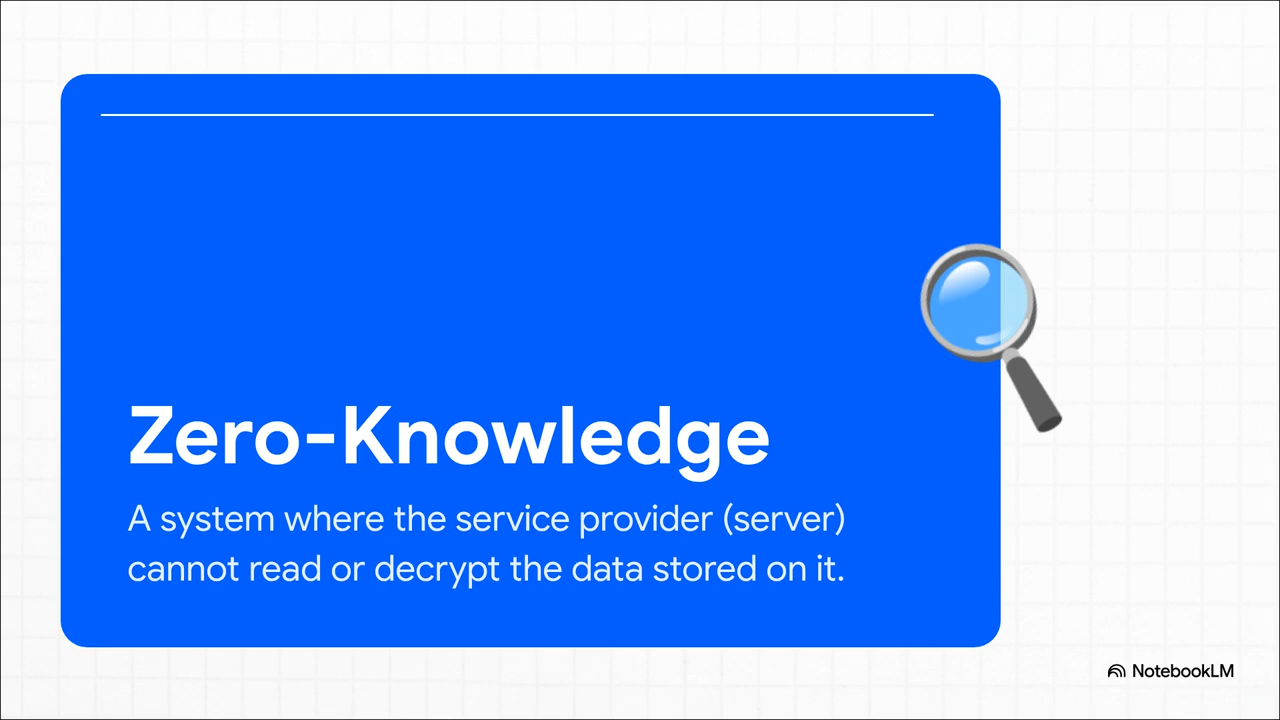 Zero-Knowledge
A system where the service provider (server)
cannot read or decrypt the data stored on it.
NotebookLM